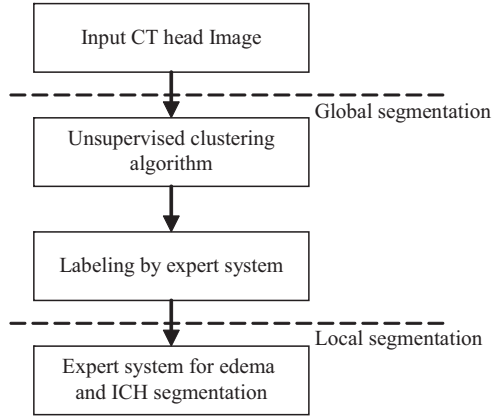 Input CT head Image
Global segmentation
Unsupervised clustering
algorithm
Labeling by expert system
Local segmentation
Expert system for edema
and ICH segmentation